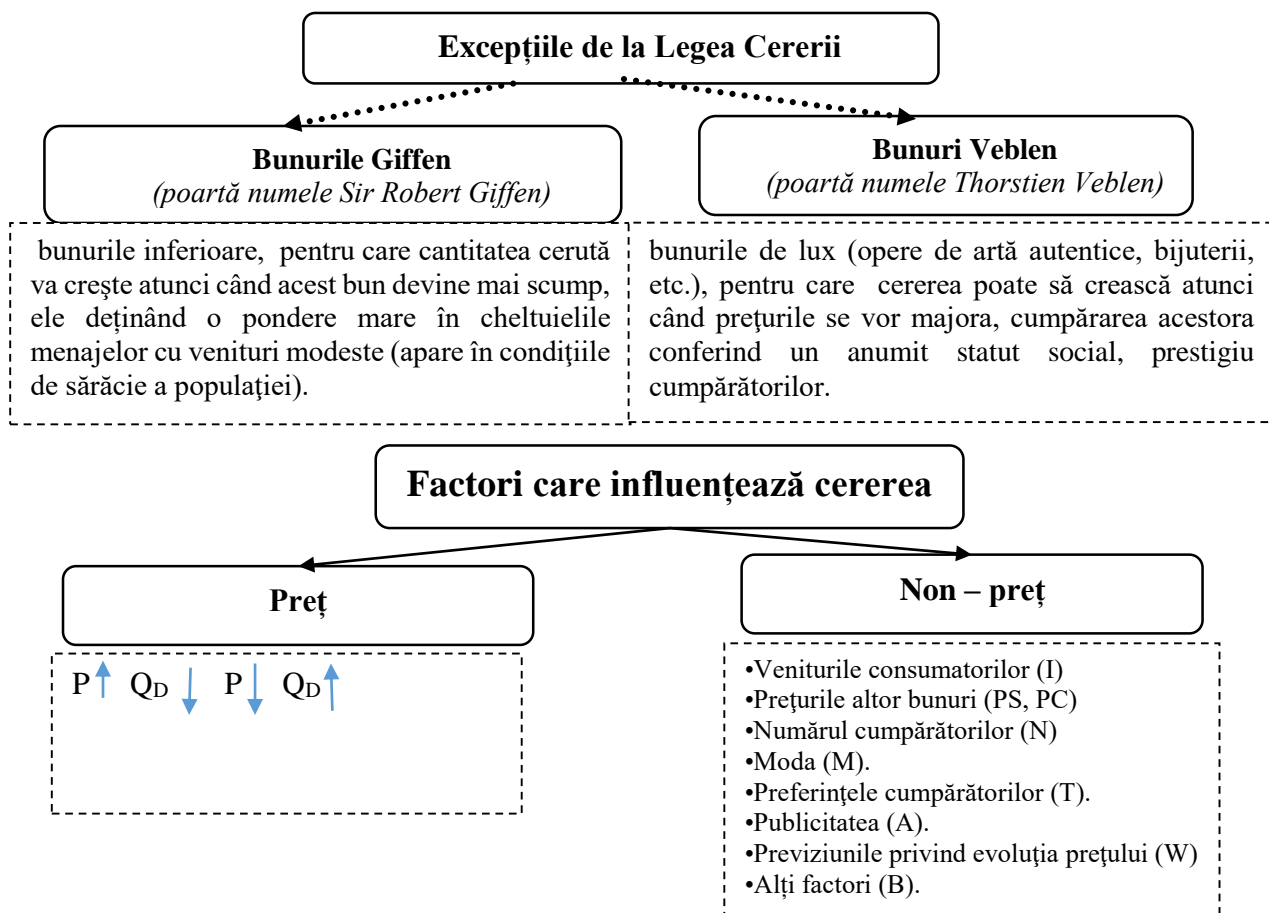 Excepțiile de la Legea Cererii
Bunurile Giffen
(poartă numele Sir Robert Giffen)
Bunuri Veblen
(poartă numele Thorstien Veblen)
bunurile inferioare, pentru care cantitatea cerută
va creşte atunci când acest bun devine mai scump,
ele deținând o pondere mare în cheltuielile
menajelor cu venituri modeste (apare în condiţiile
de sărăcie a populaţiei).
bunurile de lux (opere de artă autentice, bijuterii,
etc.), pentru care cererea poate să crească atunci
când preţurile se vor majora, cumpărarea acestora
conferind un anumit statut social, prestigiu
cumpărătorilor.
Factori care influențează cererea
Preț
P QD P QD
Non – preț
•Veniturile consumatorilor (I)
•Preţurile altor bunuri (PS, PC)
•Numărul cumpărătorilor (N)
•Moda (M).
•Preferinţele cumpărătorilor (T).
•Publicitatea (A).
•Previziunile privind evoluţia preţului (W)
•Alți factori (B).